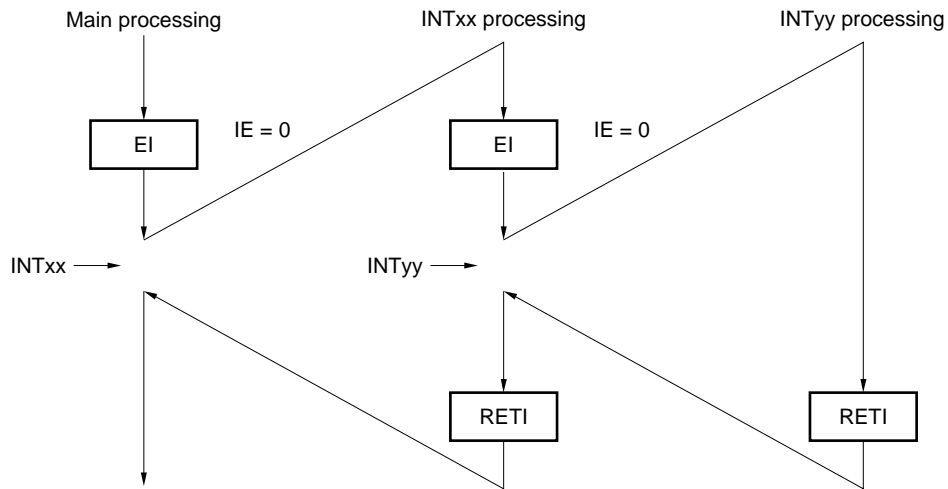 Main processing
INTxx processing
INTyy processing
EI
IE = 0
EI
IE = 0
INTxx
INTyy
RETI
RETI